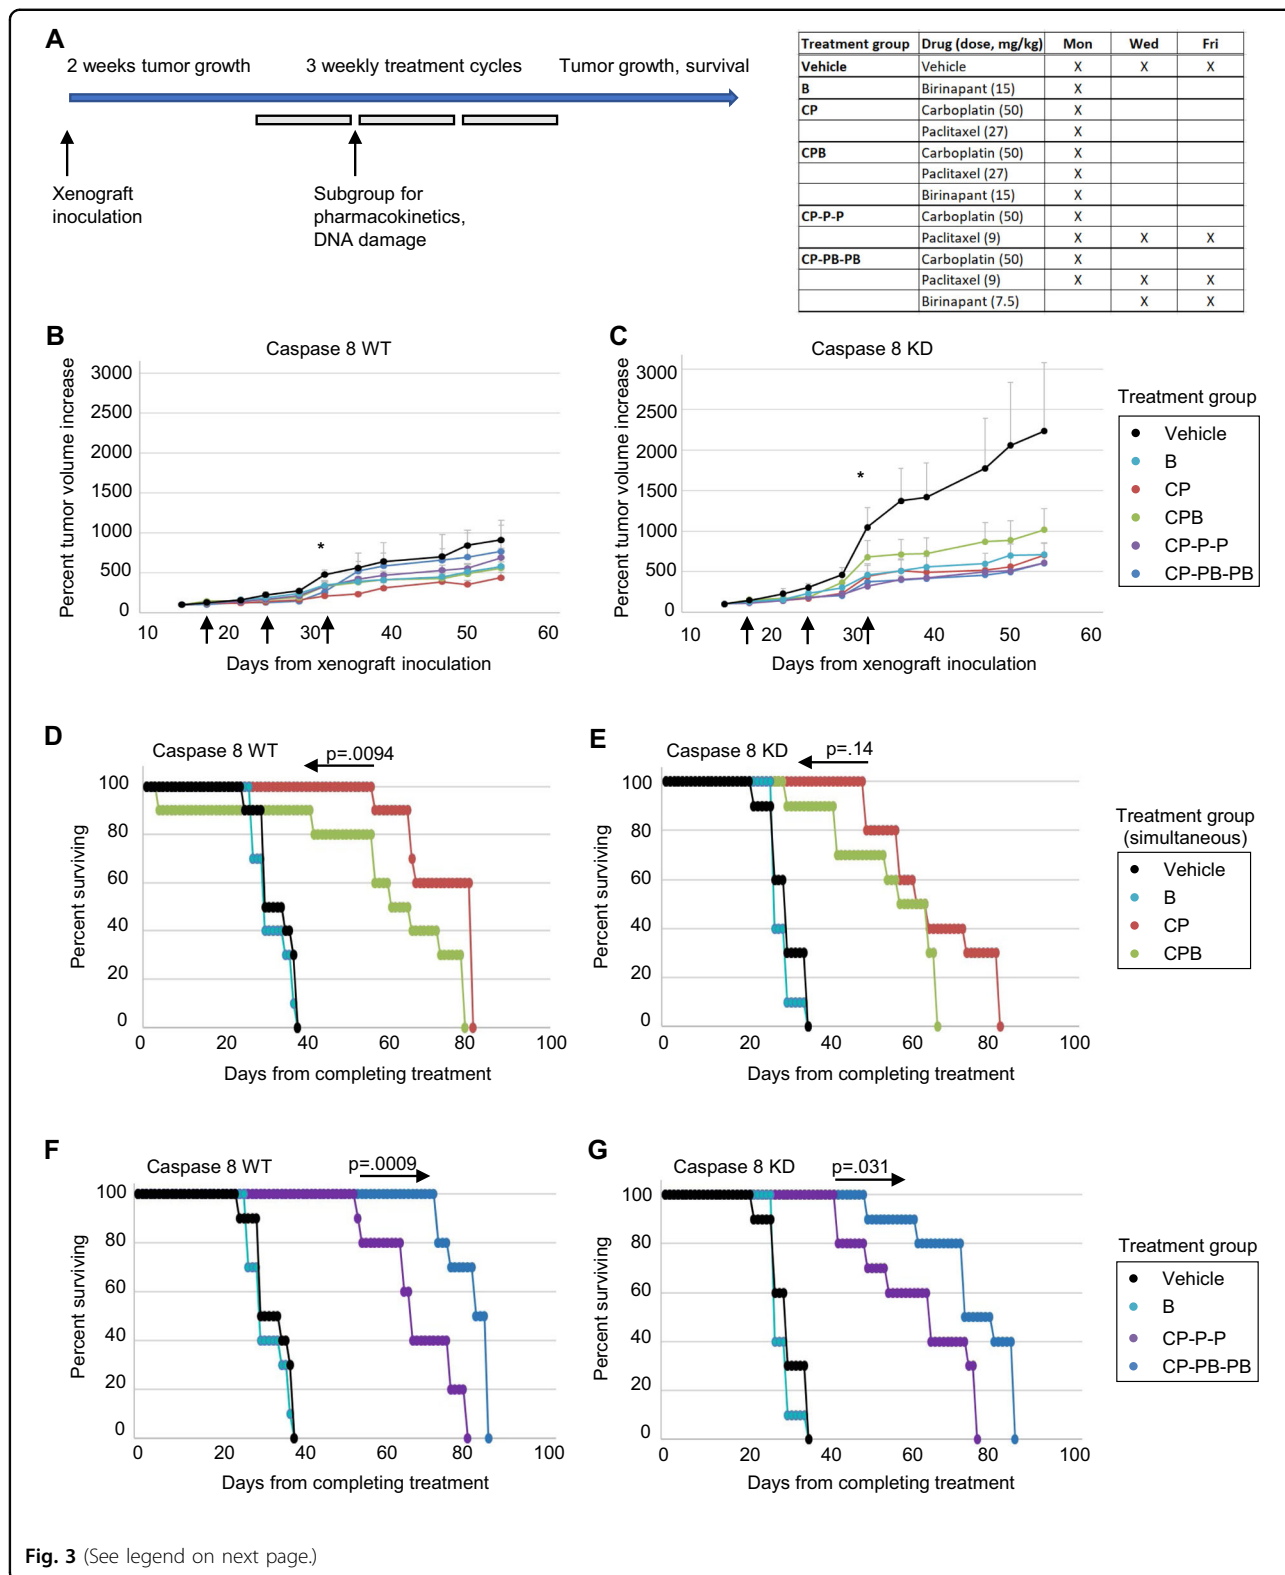 A
2 weeks tumor growth
3 weekly treatment cycles
Tumor growth, survival
Xenograft
inoculation
Subgroup for
pharmacokinetics,
DNA damage
Treatment group Drug (dose, mg/kg) Mon Wed Fri
Vehicle Vehicle X X X
B Birinapant (15) X
CP Carboplatin (50) X
Paclitaxel (27) X
CPB Carboplatin (50) X
Paclitaxel (27) X
Birinapant (15) X
CP-P-P Carboplatin (50) X
Paclitaxel (9) X X X
CP-PB-PB Carboplatin (50) X
Paclitaxel (9) X X X
Birinapant (7.5) X X
B
Caspase 8 WT
Percent tumor volume increase
3000
2500
2000
1500
1000
500
0
*
10 20 30 40 50 60
Days from xenograft inoculation
C
Caspase 8 KD
Percent tumor volume increase
3000
2500
2000
1500
1000
500
0
*
10 20 30 40 50 60
Days from xenograft inoculation
Treatment group
Vehicle
B
CP
CPB
CP-P-P
CP-PB-PB
D
Caspase 8 WT
p=.0094
Percent surviving
100
80
60
40
20
0
0 20 40 60 80 100
Days from completing treatment
E
Caspase 8 KD
p=.14
Percent surviving
100
80
60
40
20
0
0 20 40 60 80 100
Days from completing treatment
Treatment group
(simultaneous)
Vehicle
B
CP
CPB
F
Caspase 8 WT
p=.0009
Percent surviving
100
80
60
40
20
0
0 20 40 60 80 100
Days from completing treatment
G
Caspase 8 KD
p=.031
Percent surviving
100
80
60
40
20
0
0 20 40 60 80 100
Days from completing treatment
Treatment group
Vehicle
B
CP-P-P
CP-PB-PB
Fig. 3 (See legend on next page.)